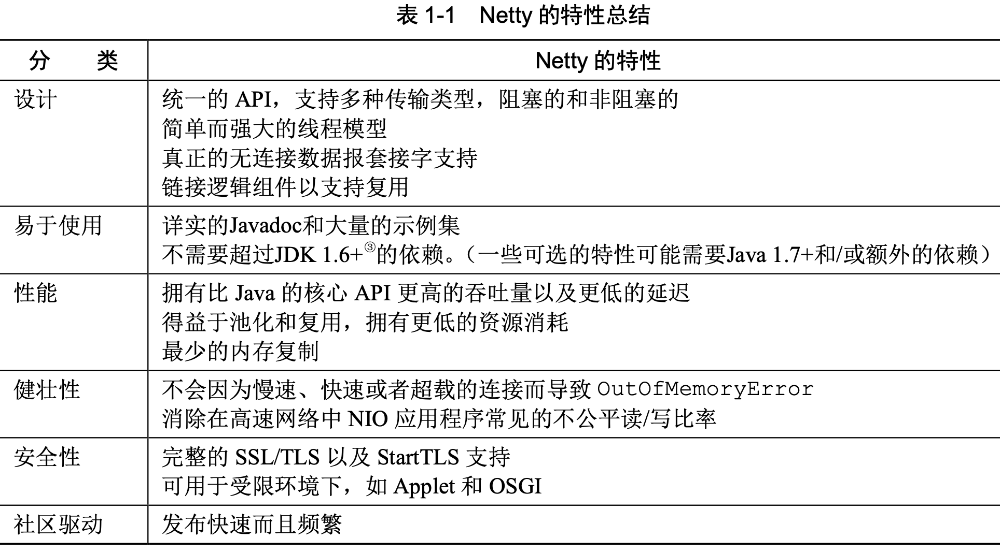 表 1-1 Netty 的特性总结
分 类 Netty 的特性
设计 统一的 API，支持多种传输类型，阻塞的和非阻塞的
简单而强大的线程模型
真正的无连接数据报套接字支持
链接逻辑组件以支持复用
易于使用 详实的Javadoc和大量的示例集
不需要超过JDK 1.6+③的依赖。（一些可选的特性可能需要Java 1.7+和/或额外的依赖）
性能 拥有比 Java 的核心 API 更高的吞吐量以及更低的延迟
得益于池化和复用，拥有更低的资源消耗
最少的内存复制
健壮性 不会因为慢速、快速或者超载的连接而导致 OutOfMemoryError
消除在高速网络中 NIO 应用程序常见的不公平读/写比率
安全性 完整的 SSL/TLS 以及 StartTLS 支持
可用于受限环境下，如 Applet 和 OSGI
社区驱动 发布快速而且频繁